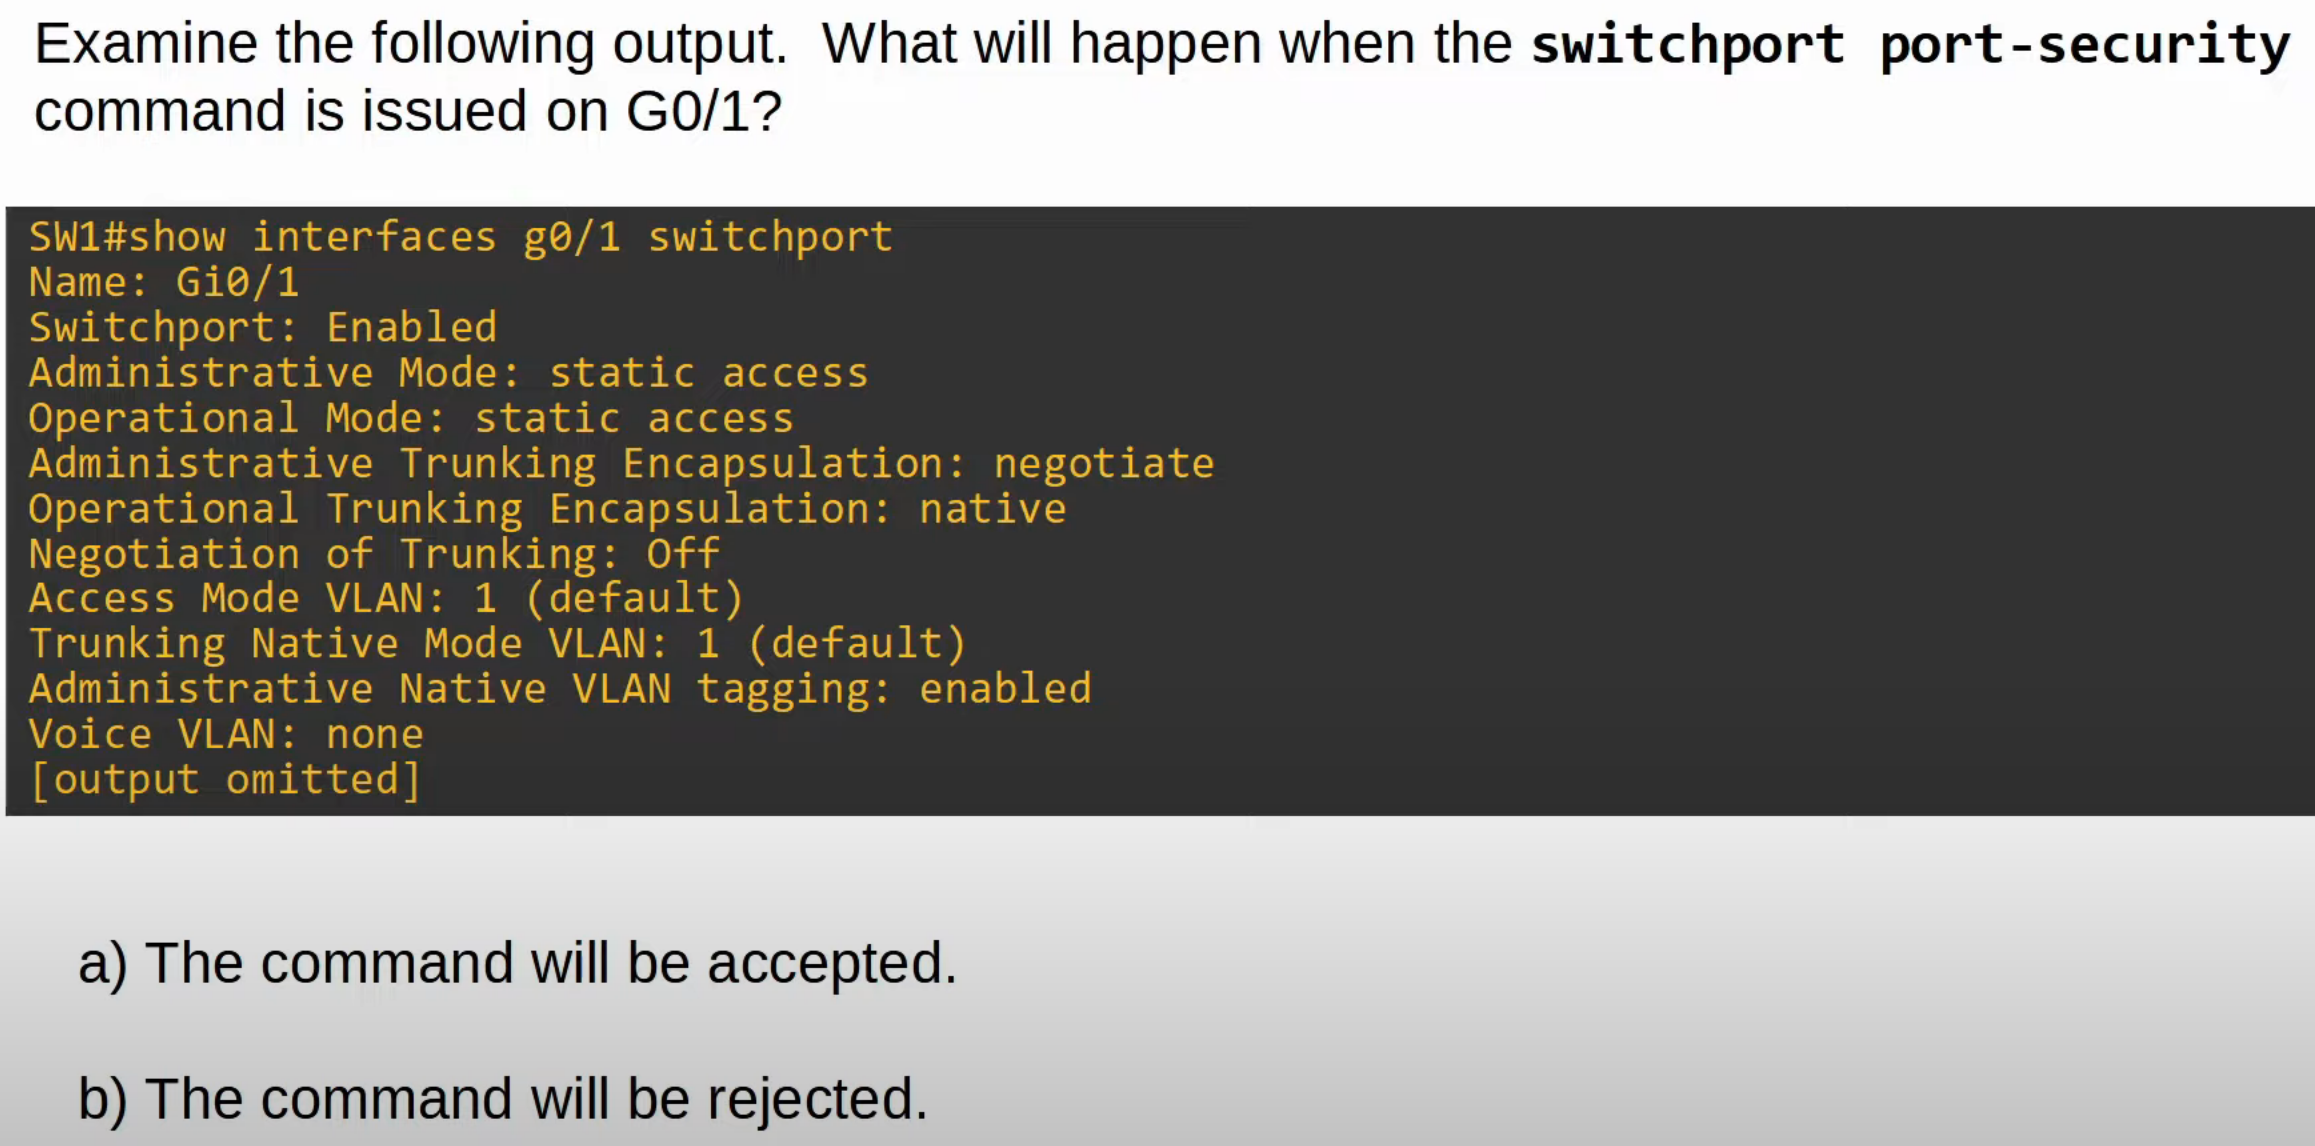 Examine the following output.  What will happen when the switchport port-security
command is issued on G0/1?
SW1#show interfaces g0/1 switchport
Name: Gi0/1
Switchport: Enabled
Administrative Mode: static access
Operational Mode: static access
Administrative Trunking Encapsulation: negotiate
Operational Trunking Encapsulation: native
Negotiation of Trunking: Off
Access Mode VLAN: 1 (default)
Trunking Native Mode VLAN: 1 (default)
Administrative Native VLAN tagging: enabled
Voice VLAN: none
[output omitted]
a) The command will be accepted.
b) The command will be rejected.